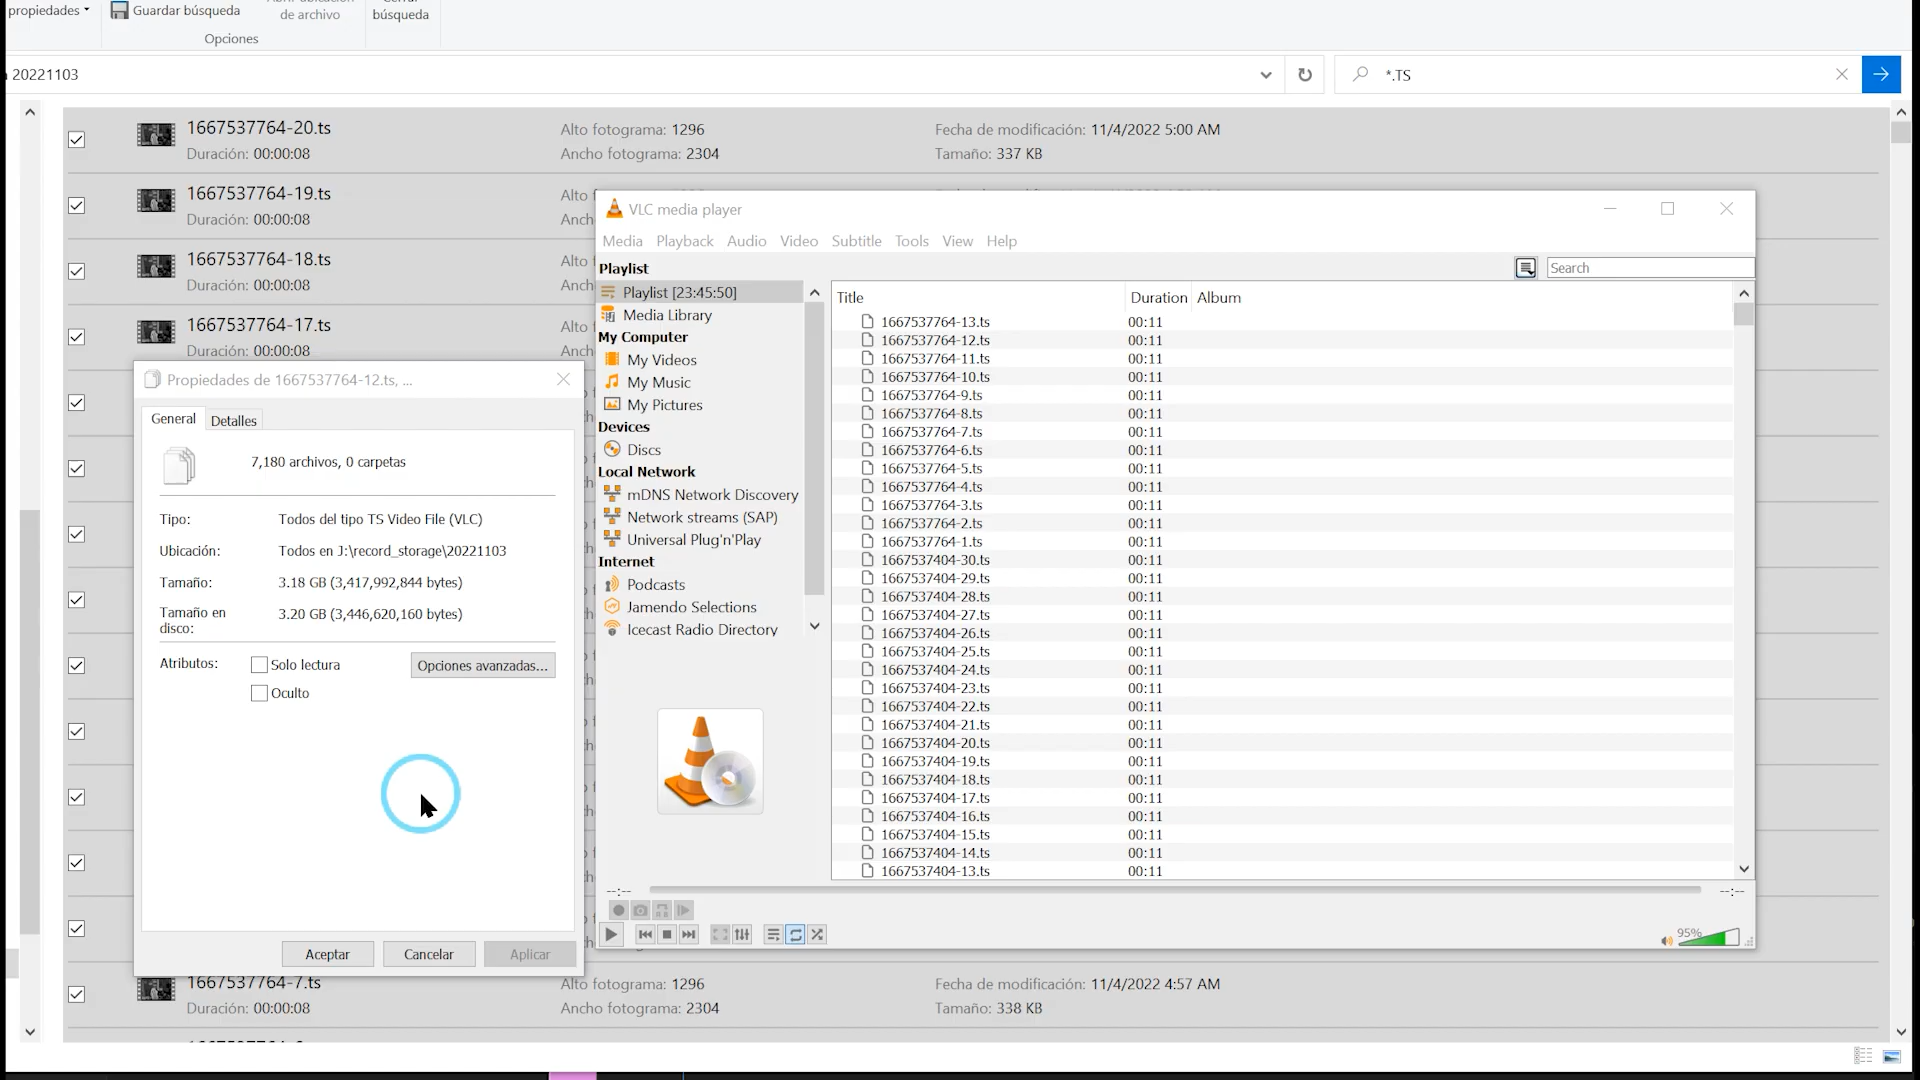 propiedades
Guardar búsqueda
de archivo
búsqueda
Opciones
20221103
*.TS
1667537764-20.ts
Duración: 00:00:08
Alto fotograma: 1296
Ancho fotograma: 2304
Fecha de modificación: 11/4/2022 5:00 AM
Tamaño: 337 KB
1667537764-19.ts
Duración: 00:00:08
Alto
1667537764-18.ts
Duración: 00:00:08
Alto
1667537764-17.ts
Duración: 00:00:08
Alto
Propiedades de 1667537764-12.ts, ...
General
Detalles
7,180 archivos, 0 carpetas
Tipo: Todos del tipo TS Video File (VLC)
Ubicación: Todos en J:\record_storage\20221103
Tamaño: 3.18 GB (3,417,992,844 bytes)
Tamaño en disco: 3.20 GB (3,446,620,160 bytes)
Atributos:
Solo lectura
Opciones avanzadas...
Oculto
Aceptar
Cancelar
Aplicar
VLC media player
Media Playback Audio Video Subtitle Tools View Help
Playlist
Search
Playlist [23:45:50]
Media Library
My Computer
My Videos
My Music
My Pictures
Devices
Discs
Local Network
mDNS Network Discovery
Network streams (SAP)
Universal Plug'n'Play
Internet
Podcasts
Jamendo Selections
Icecast Radio Directory
Title Duration Album
1667537764-13.ts 00:11
1667537764-12.ts 00:11
1667537764-11.ts 00:11
1667537764-10.ts 00:11
1667537764-9.ts 00:11
1667537764-8.ts 00:11
1667537764-7.ts 00:11
1667537764-6.ts 00:11
1667537764-5.ts 00:11
1667537764-4.ts 00:11
1667537764-3.ts 00:11
1667537764-2.ts 00:11
1667537764-1.ts 00:11
1667537404-30.ts 00:11
1667537404-29.ts 00:11
1667537404-28.ts 00:11
1667537404-27.ts 00:11
1667537404-26.ts 00:11
1667537404-25.ts 00:11
1667537404-24.ts 00:11
1667537404-23.ts 00:11
1667537404-22.ts 00:11
1667537404-21.ts 00:11
1667537404-20.ts 00:11
1667537404-19.ts 00:11
1667537404-18.ts 00:11
1667537404-17.ts 00:11
1667537404-16.ts 00:11
1667537404-15.ts 00:11
1667537404-14.ts 00:11
1667537404-13.ts 00:11
--:--
--:--
95%
1667537764-7.ts
Duración: 00:00:08
Alto fotograma: 1296
Ancho fotograma: 2304
Fecha de modificación: 11/4/2022 4:57 AM
Tamaño: 338 KB